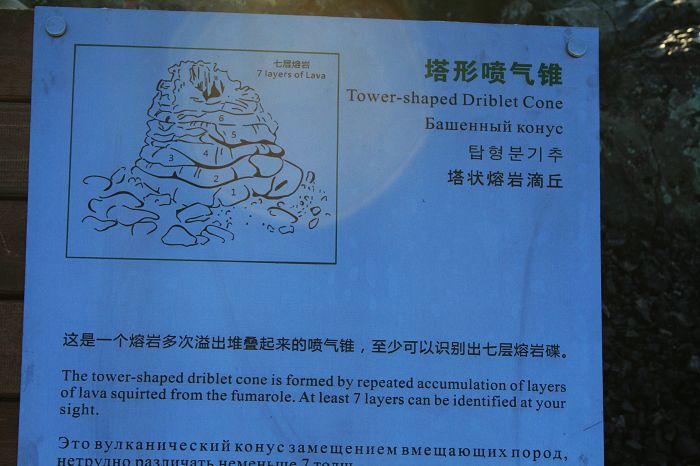 七层熔岩
7 layers of Lava
6
5
4
3
2
1
塔形喷气锥
Tower-shaped Driblet Cone
Башенный конус
탑형분기추
塔状熔岩滴丘
这是一个熔岩多次溢出堆叠起来的喷气锥，至少可以识别出七层熔岩碟。
The tower-shaped driblet cone is formed by repeated accumulation of layers
of lava squirted from the fumarole. At least 7 layers can be identified at your
sight.
Это вулканический конус замещением вмещающих пород,
нетрудно различать неменьше 7 толщ